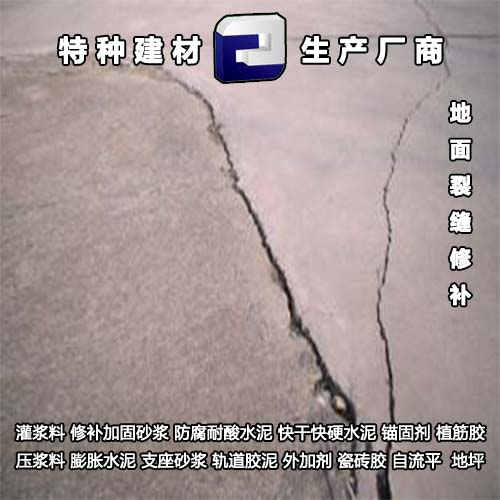 特种建材 生产厂商
地面裂缝修补
灌浆料 修补加固砂浆 防腐耐酸水泥 快干快硬水泥 锚固剂 植筋胶
压浆料 膨胀水泥 支座砂浆 轨道胶泥 外加剂 瓷砖胶 自流平 地坪